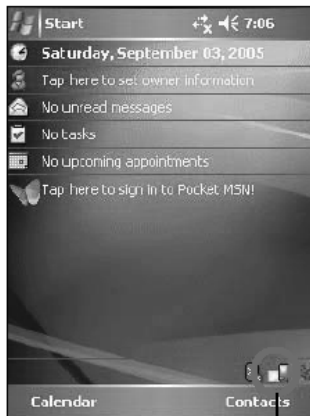 Start 7:06
Saturday, September 03, 2005
Tap here to set owner information
No unread messages
No tasks
No upcoming appointments
Tap here to sign in to Pocket MSN!
Calendar Contacts